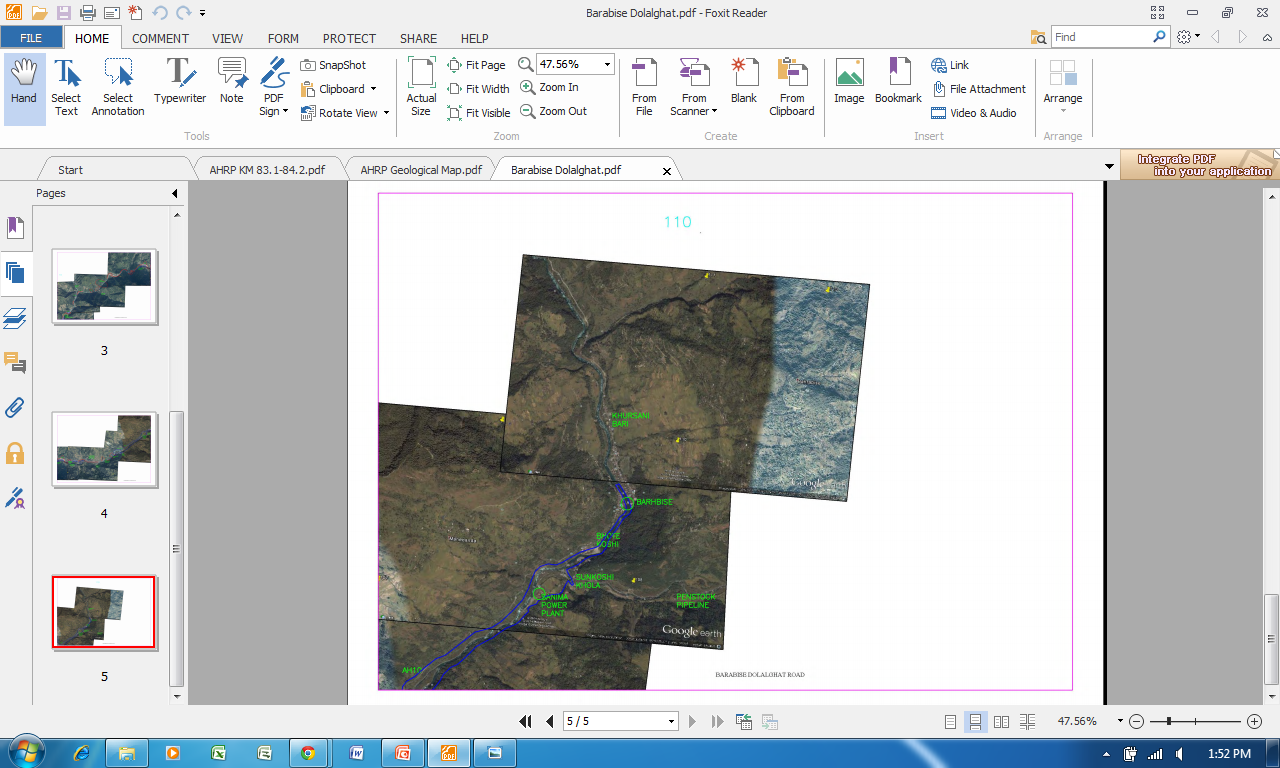 Barabise Dolalghat.pdf - Foxit Reader
FILE
HOME
COMMENT
VIEW
FORM
PROTECT
SHARE
HELP
Find
Hand
Select
Text
Select
Annotation
Typewriter
Note
PDF
Sign
SnapShot
Clipboard
Rotate View
Tools
Actual
Size
Fit Page
Fit Width
Fit Visible
47.56%
Zoom In
Zoom Out
Zoom
From
File
From
Scanner
Blank
From
Clipboard
Create
Image
Bookmark
Link
File Attachment
Video & Audio
Insert
Arrange
Arrange
Start
AHRP KM 83.1-84.2.pdf
AHRP Geological Map.pdf
Barabise Dolalghat.pdf
Integrate PDF
into your application
Pages
3
4
5
110
KHURSANI
BARI
Google
BARHBISE
BHOTE
KOSHI
SUNKOSHI
KHOLA
SANIMA
POWER
PLANT
PENSTOCK
PIPELINE
Google earth
BARABISE DOLALGHAT ROAD
5 / 5
47.56%
1:52 PM